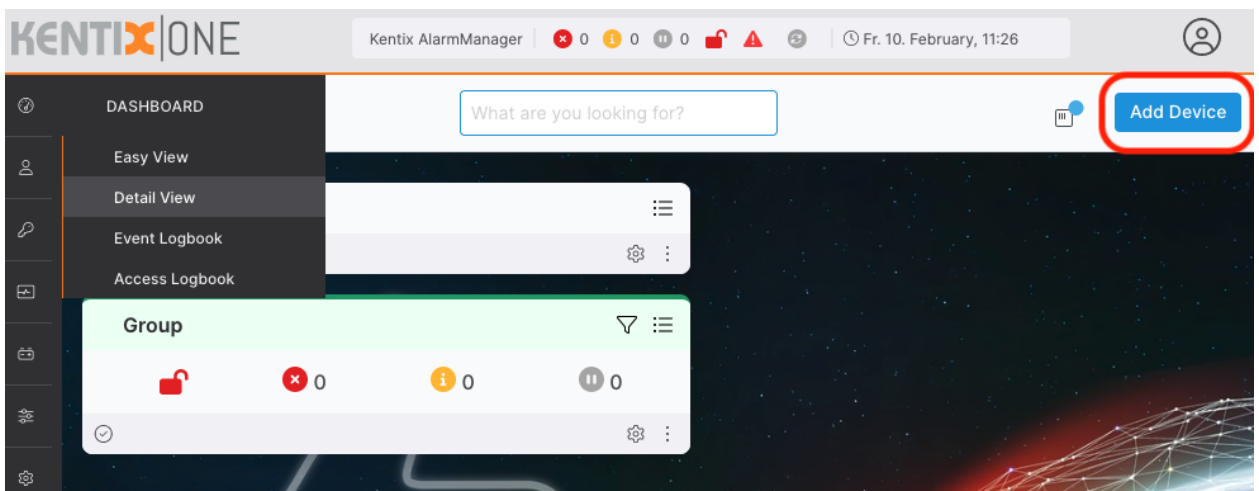 KENTIX ONE
Kentix AlarmManager 0 0 0 Fr. 10. February, 11:26
DASHBOARD
What are you looking for?
Add Device
Easy View
Detail View
Event Logbook
Access Logbook
Group
0 0 0